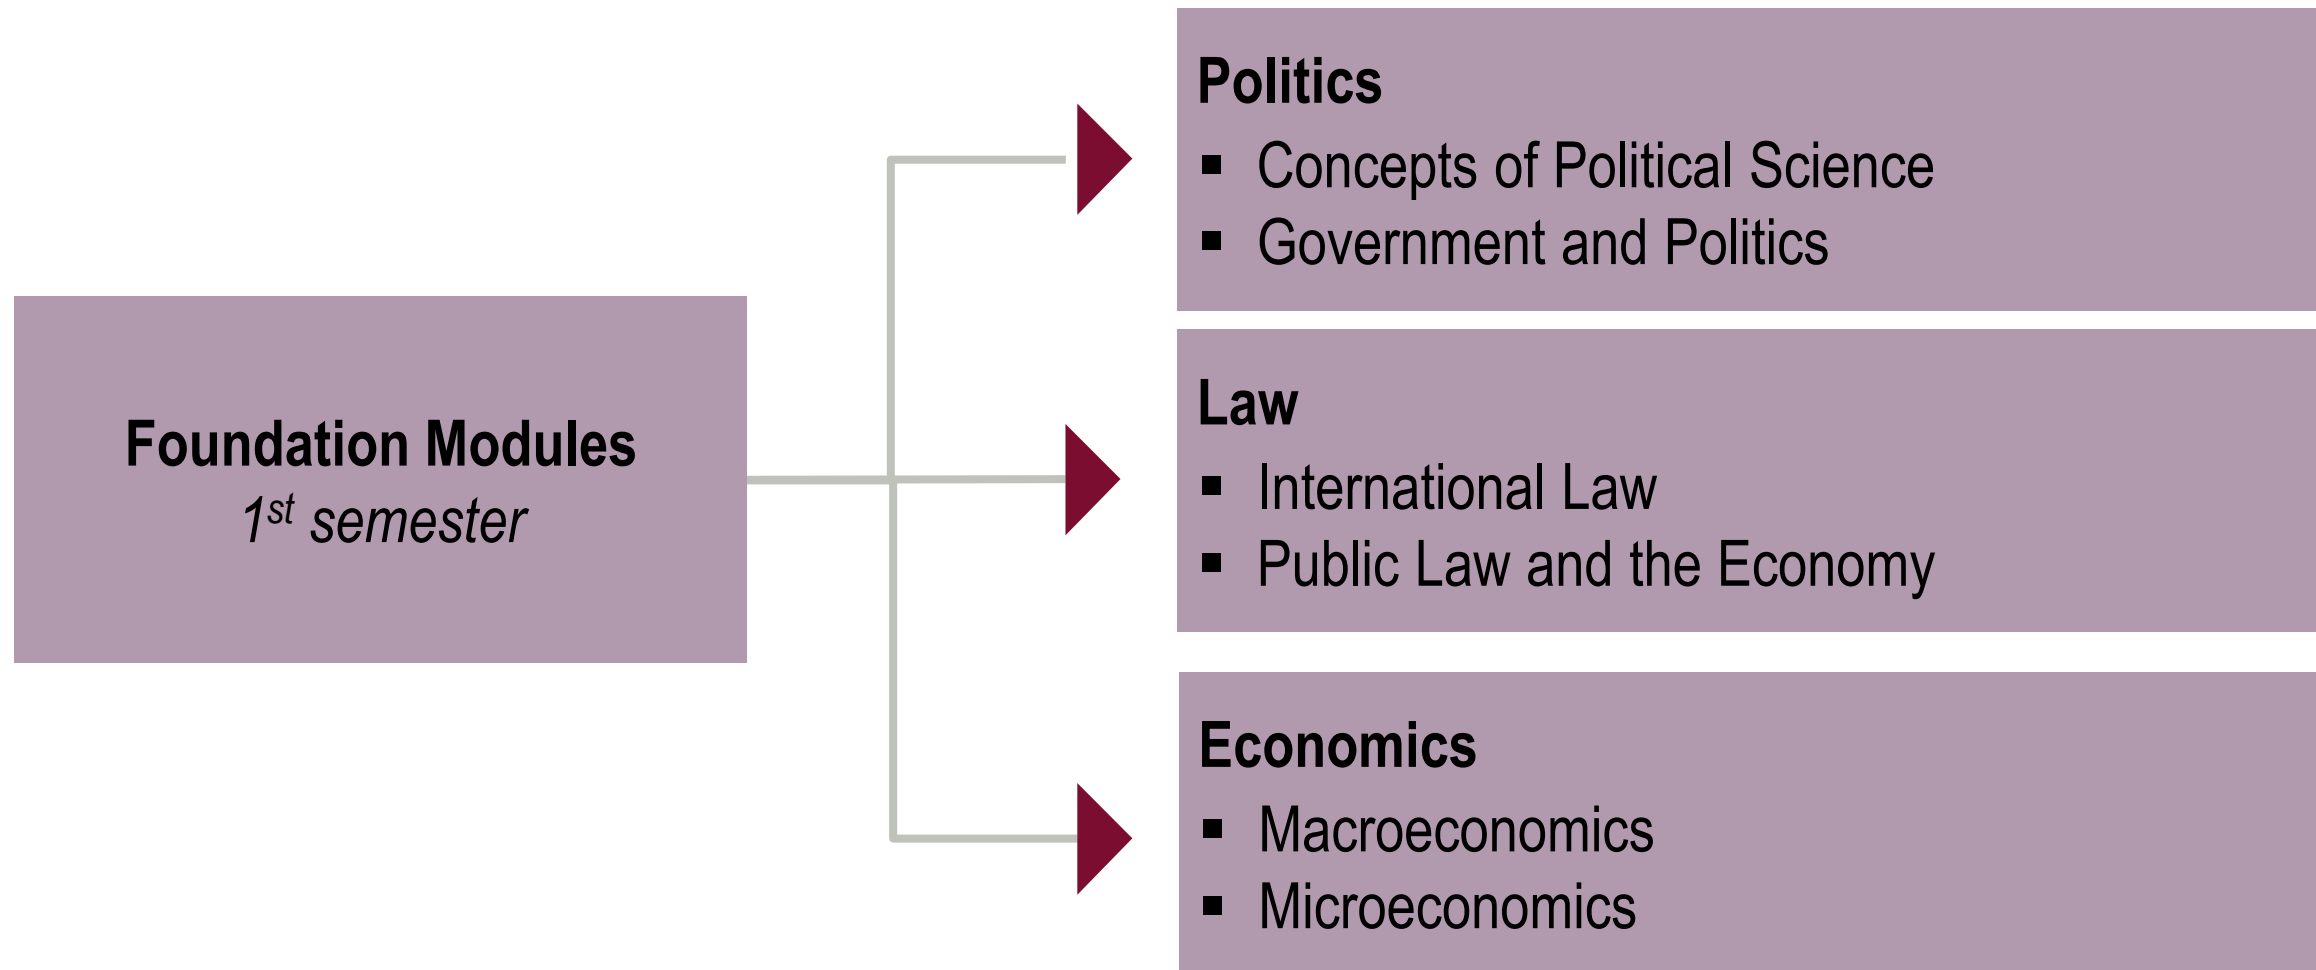 Foundation Modules
1st semester
Politics
▪ Concepts of Political Science
▪ Government and Politics
Law
▪ International Law
▪ Public Law and the Economy
Economics
▪ Macroeconomics
▪ Microeconomics